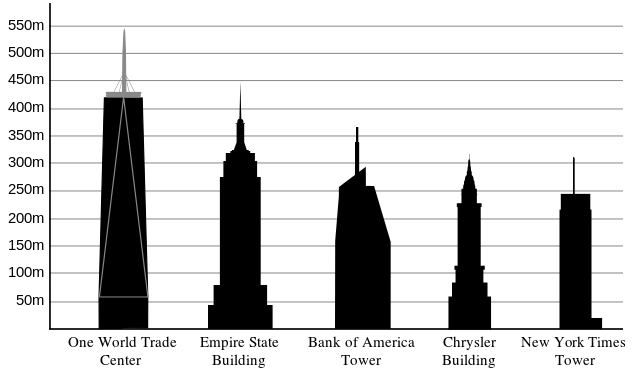 550m
500m
450m
400m
350m
300m
250m
200m
150m
100m
50m
One World Trade Center
Empire State Building
Bank of America Tower
Chrysler Building
New York Times Tower